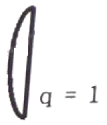 q = 1